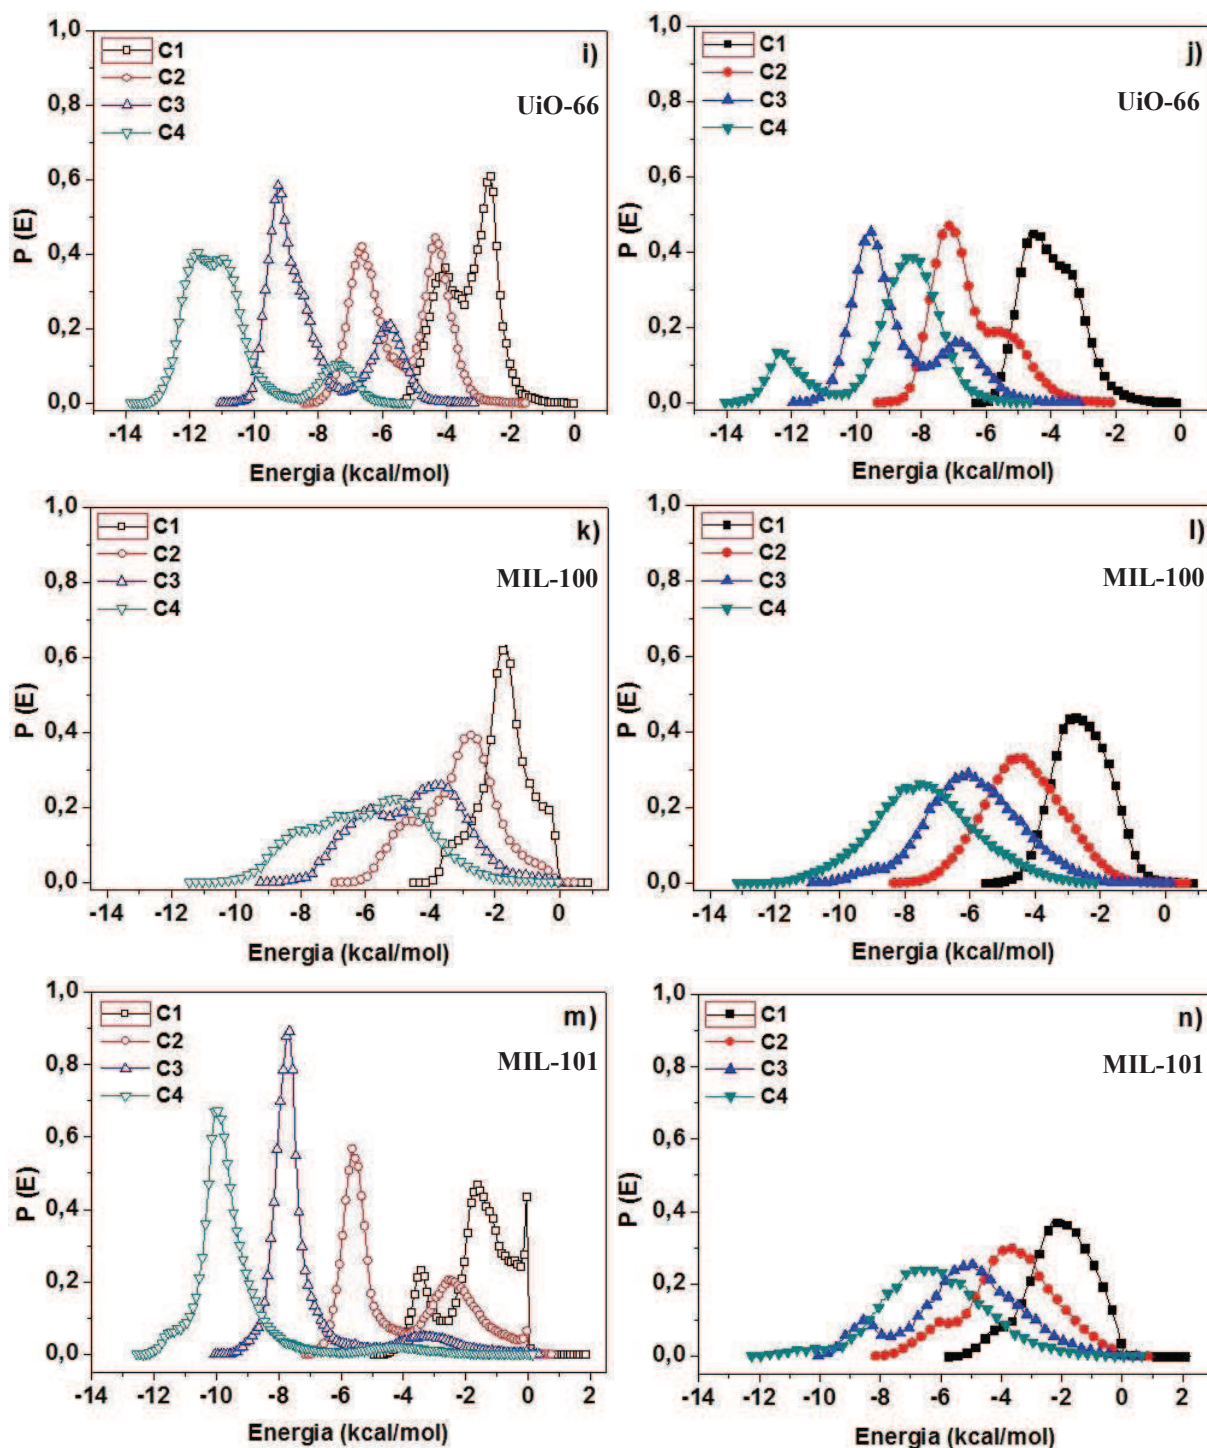 i)
UiO-66
C1
C2
C3
C4
P (E)
1,0
0,8
0,6
0,4
0,2
0,0
-14 -12 -10 -8 -6 -4 -2 0
Energia (kcal/mol)
j)
UiO-66
C1
C2
C3
C4
P (E)
1,0
0,8
0,6
0,4
0,2
0,0
-14 -12 -10 -8 -6 -4 -2 0
Energia (kcal/mol)
k)
MIL-100
C1
C2
C3
C4
P (E)
1,0
0,8
0,6
0,4
0,2
0,0
-14 -12 -10 -8 -6 -4 -2 0
Energia (kcal/mol)
l)
MIL-100
C1
C2
C3
C4
P (E)
1,0
0,8
0,6
0,4
0,2
0,0
-14 -12 -10 -8 -6 -4 -2 0
Energia (kcal/mol)
m)
MIL-101
C1
C2
C3
C4
P (E)
1,0
0,8
0,6
0,4
0,2
0,0
-14 -12 -10 -8 -6 -4 -2 0 2
Energia (kcal/mol)
n)
MIL-101
C1
C2
C3
C4
P (E)
1,0
0,8
0,6
0,4
0,2
0,0
-14 -12 -10 -8 -6 -4 -2 0 2
Energia (kcal/mol)